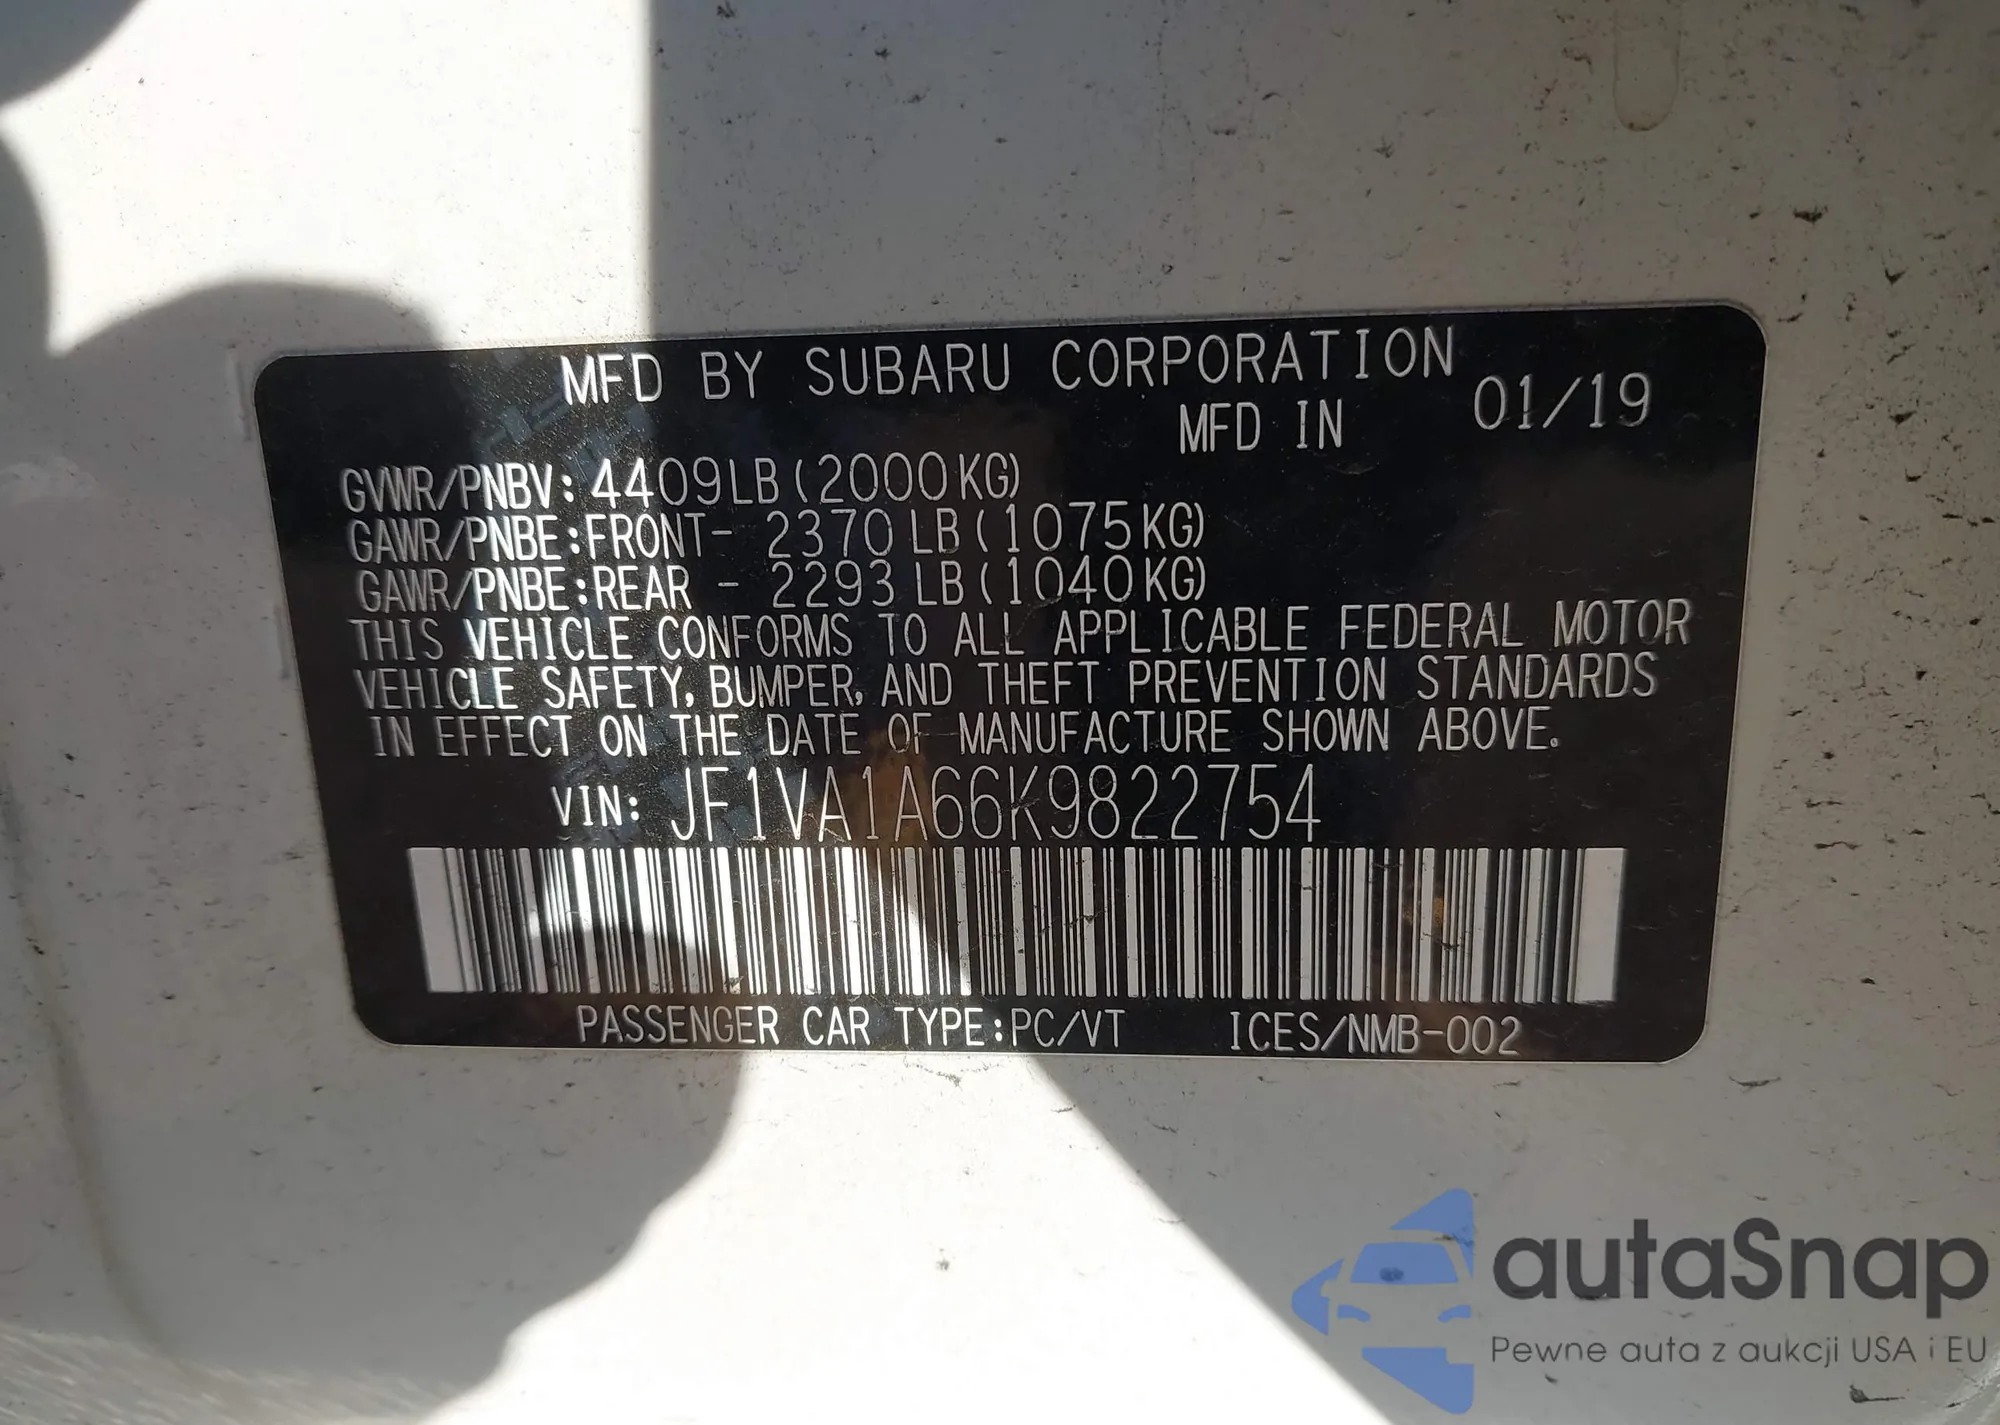 MFD BY SUBARU CORPORATION
MFD IN 01/19
GVWR/PNBV: 4409LB(2000KG)
GAWR/PNBE:FRONT- 2370 LB(1075KG)
GAWR/PNBE:REAR - 2293 LB(1040KG)
THIS VEHICLE CONFORMS TO ALL APPLICABLE FEDERAL MOTOR
VEHICLE SAFETY, BUMPER, AND THEFT PREVENTION STANDARDS
IN EFFECT ON THE DATE OF MANUFACTURE SHOWN ABOVE.
VIN: JF1VA1A66K9822754
PASSENGER CAR TYPE:PC/VT ICES/NMB-002
autaSnap
Pewne auta z aukcji USA i EU